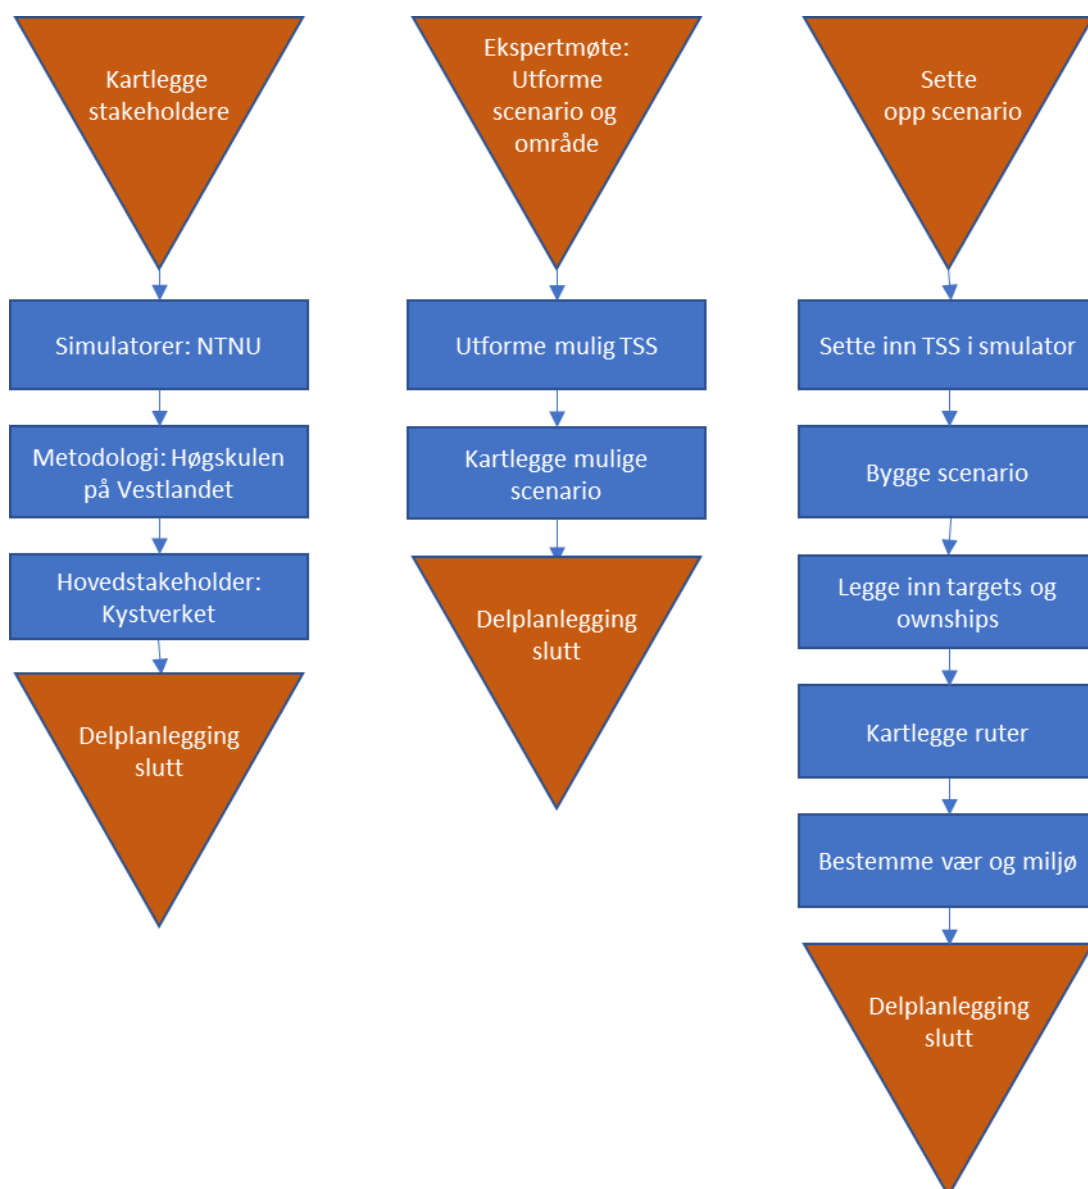 Kartlegge
stakeholdere
Simulatorer: NTNU
Metodologi: Høgskulen
på Vestlandet
Hovedstakeholder:
Kystverket
Delplanlegging
slutt
Ekspertmøte:
Utforme
scenario og
område
Utforme mulig TSS
Kartlegge mulige
scenario
Delplanlegging
slutt
Sette
opp scenario
Sette inn TSS i smulator
Bygge scenario
Legge inn targets og
ownships
Kartlegge ruter
Bestemme vær og miljø
Delplanlegging
slutt